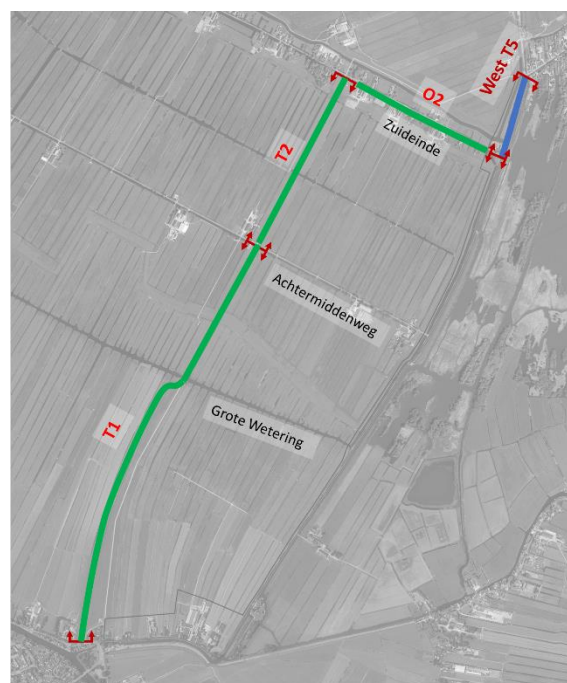 West T5
O2
Zuideinde
T2
Achtermiddenweg
Grote Wetering
T1